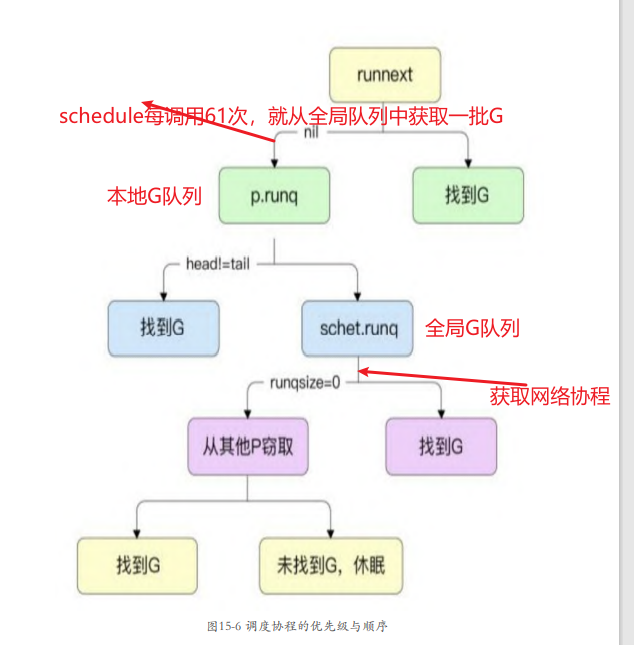 runnext
schedule每调用61次，就从全局队列中获取一批G
nil
本地G队列
p.runq
找到G
head!=tail
找到G
schet.runq
全局G队列
runqsize=0
获取网络协程
从其他P窃取
找到G
找到G
未找到G，休眠
图15-6 调度协程的优先级与顺序